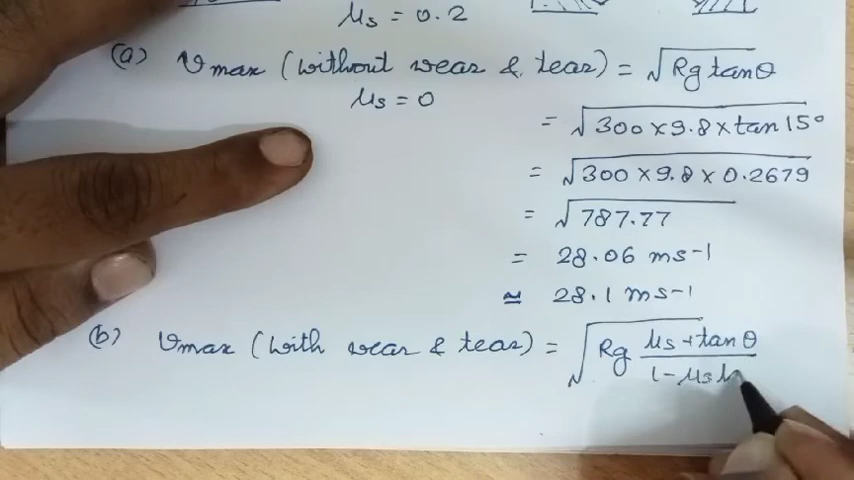 μs = 0.2
(a) vmax (without wear & tear) = √Rg tanθ
μs = 0
= √300 × 9.8 × tan 15°
= √300 × 9.8 × 0.2679
= √787.77
= 28.06 ms-1
≃ 28.1 ms-1
(b) vmax (with wear & tear) = √Rg μs + tanθ
1 - μs